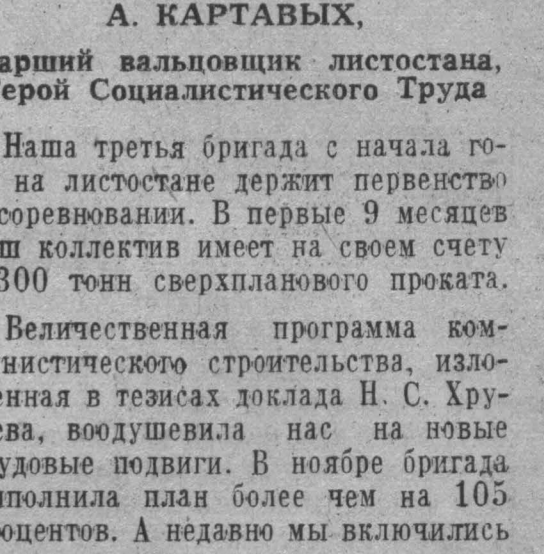 А. КАРТАВЫХ,
арший вальцовщик листостана,
ерой Социалистического Труда
Наша третья бригада с начала го-
на листостане держит первенство
соревновании. В первые 9 месяцев
ш коллектив имеет на своем счету
300 тонн сверхпланового проката.
Величественная программа ком-
нистического строительства, изло-
енная в тезисах доклада Н. С. Хру-
ева, воодушевила нас на новые
удовые подвиги. В ноябре бригада
полнила план более чем на 105
оцентов. А недавно мы включились